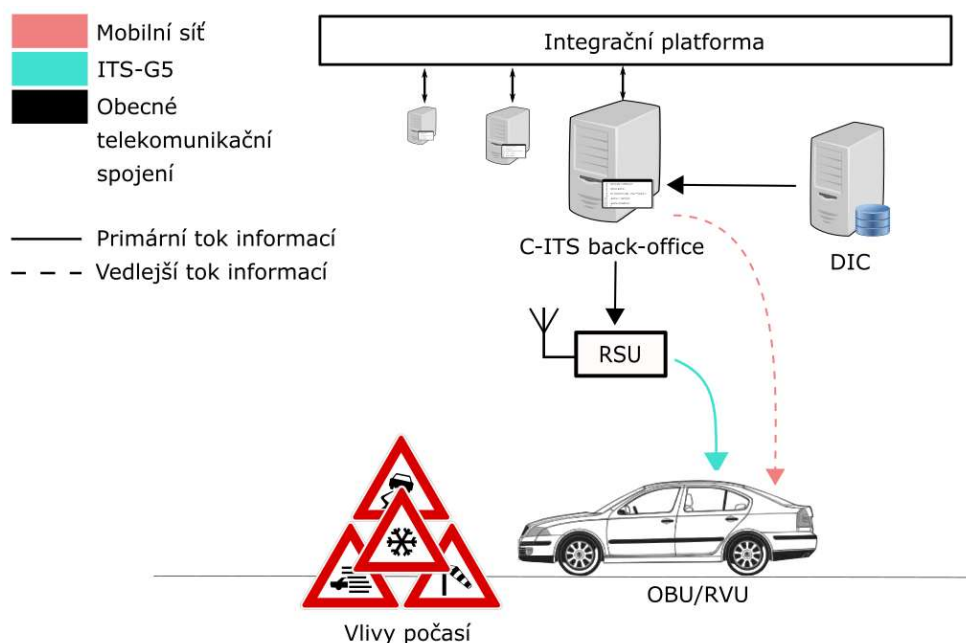 Mobilní síť
ITS-G5
Obecné
telekomunikační
spojení
Primární tok informací
Vedlejší tok informací
Integrační platforma
C-ITS back-office
DIC
RSU
OBU/RVU
Vlivy počasí